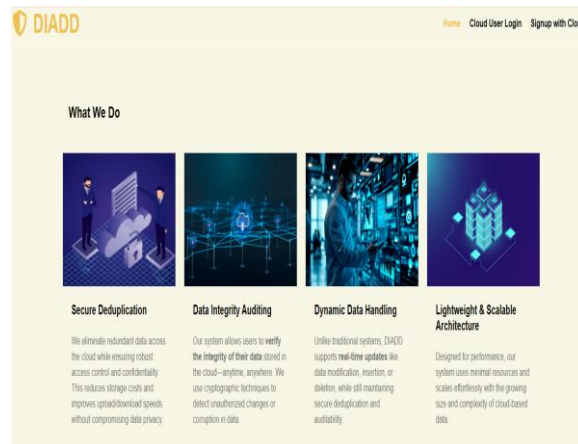 DIADD
Home Cloud User Login Signup with Clo
What We Do
Secure Deduplication
We eliminate redundant data across
the cloud while ensuring robust
access control and confidentiality.
This reduces storage costs and
improves upload/download speeds
without compromising data privacy.
Data Integrity Auditing
Our system allows users to verify
the integrity of their data stored in
the cloud—anytime, anywhere. We
use cryptographic techniques to
detect unauthorized changes or
corruption in data.
Dynamic Data Handling
Unlike traditional systems, DIADD
supports real-time updates like
data modification, insertion, or
deletion, while still maintaining
secure deduplication and
auditability.
Lightweight & Scalable
Architecture
Designed for performance, our
system uses minimal resources and
scales effortlessly with the growing
size and complexity of cloud-based
data.